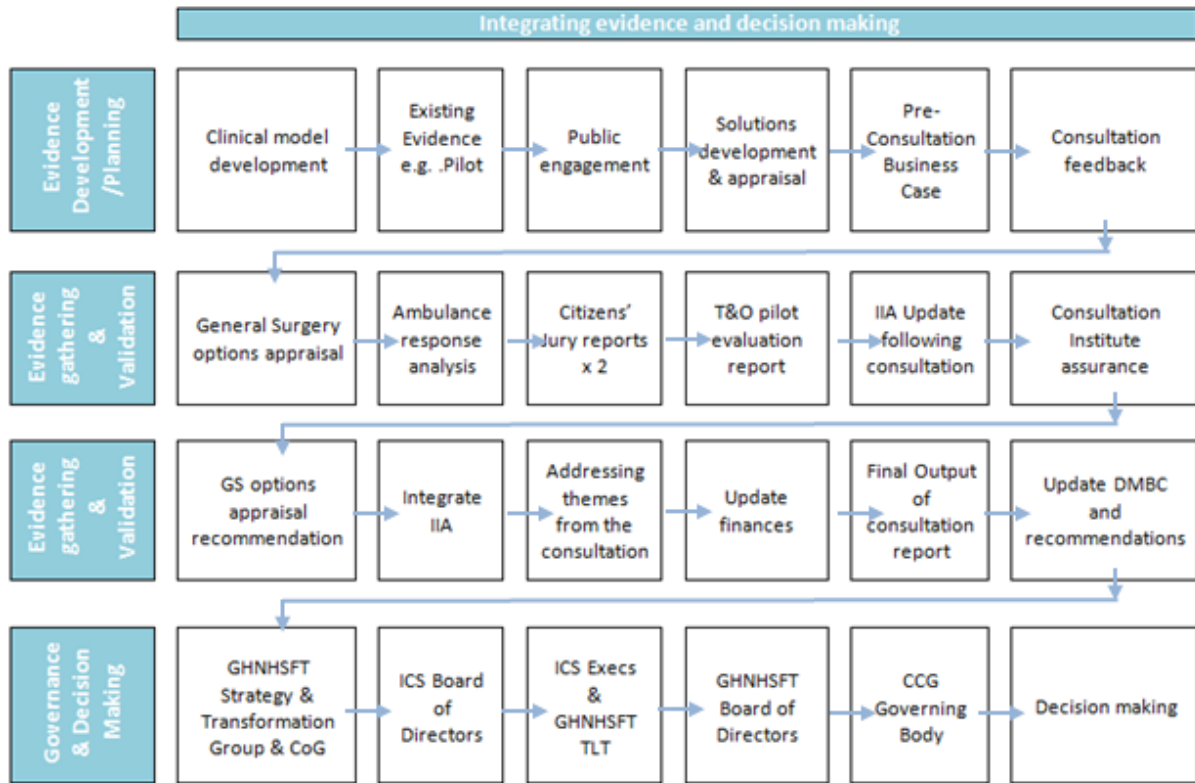 Integrating evidence and decision making
Evidence
Development
/Planning
Clinical model
development
Existing
Evidence
e.g. .Pilot
Public
engagement
Solutions
development
& appraisal
Pre-
Consultation
Business
Case
Consultation
feedback
Evidence
gathering
&
Validation
General Surgery
options appraisal
Ambulance
response
analysis
Citizens’
Jury reports
x 2
T&O pilot
evaluation
report
IIA Update
following
consultation
Consultation
Institute
assurance
Evidence
gathering
&
Validation
GS options
appraisal
recommendation
Integrate
IIA
Addressing
themes
from the
consultation
Update
finances
Final Output
of
consultation
report
Update DMBC
and
recommendations
Governance
& Decision
Making
GHNHSFT
Strategy &
Transformation
Group & CoG
ICS Board
of
Directors
ICS Execs
&
GHNHSFT
TLT
GHNHSFT
Board of
Directors
CCG
Governing
Body
Decision making